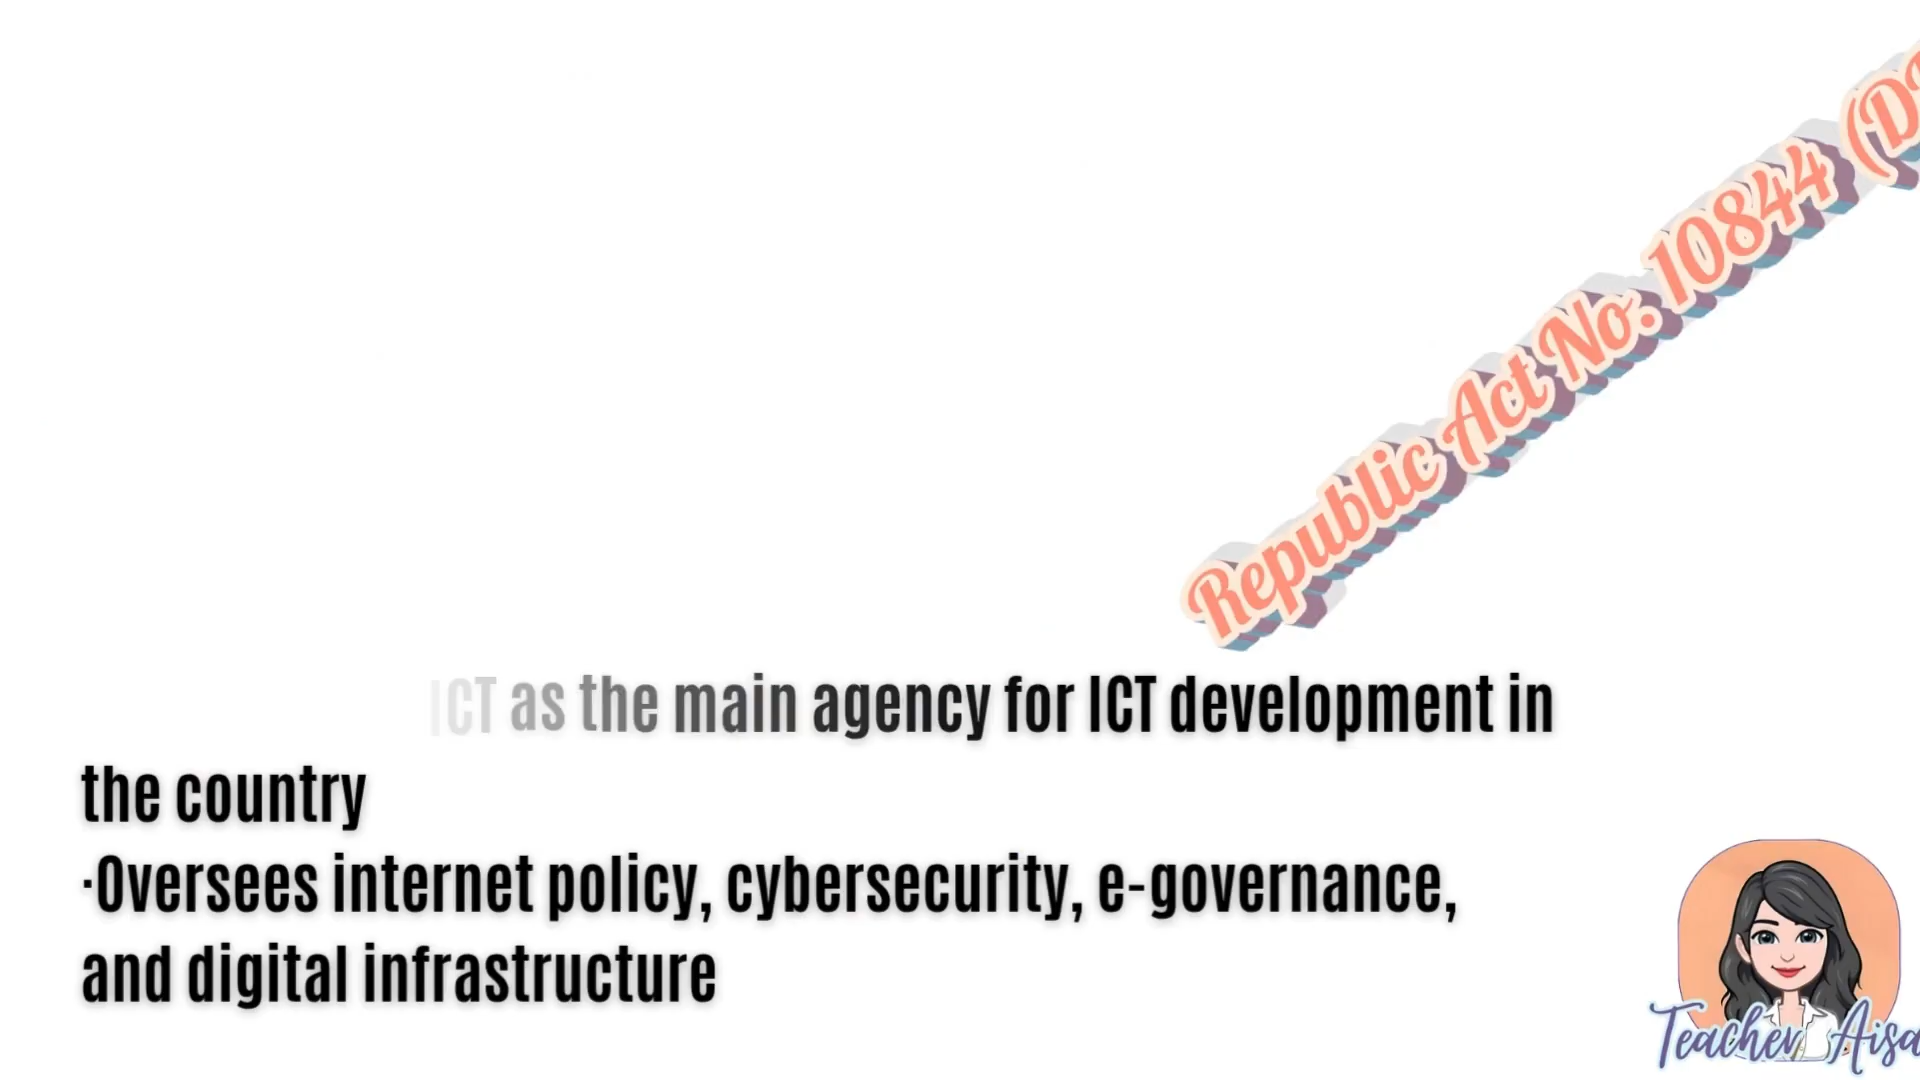 Republic Act No. 10844 (D
ICT as the main agency for ICT development in
the country
·Oversees internet policy, cybersecurity, e-governance,
and digital infrastructure
Teacher Aisa